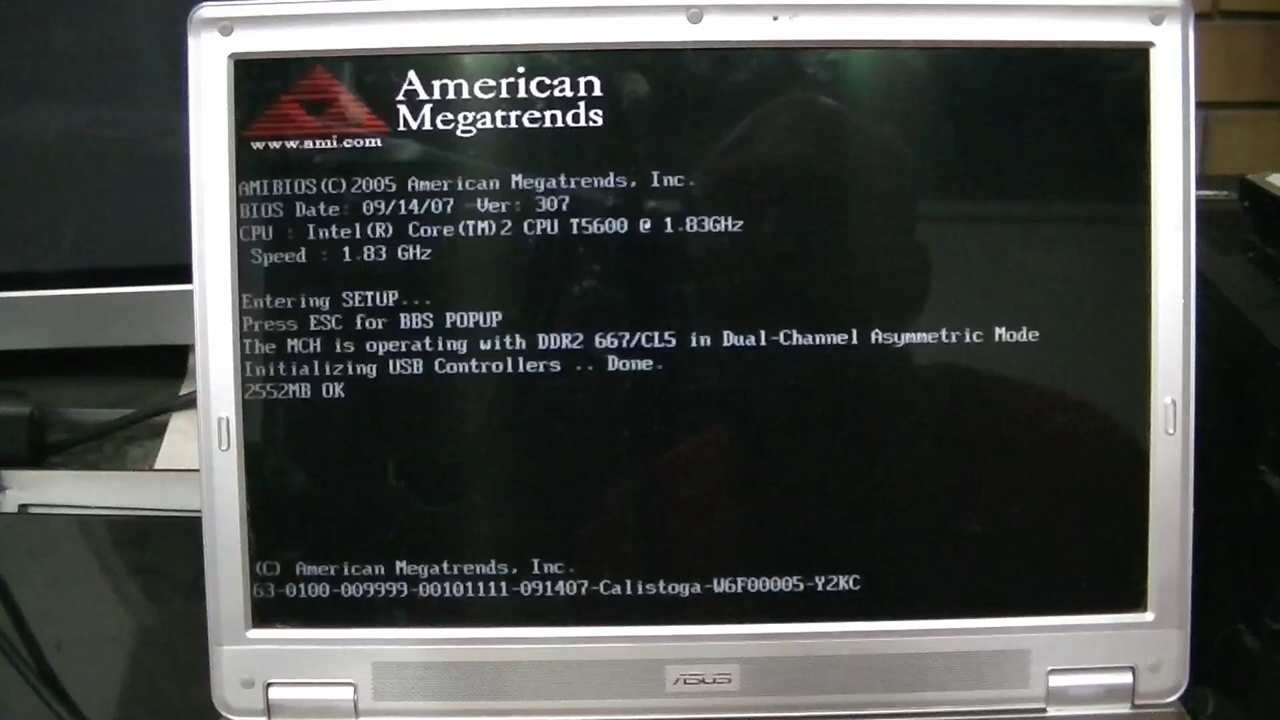 American
Megatrends
www.ami.com
AMIBIOS(C)2005 American Megatrends, Inc.
BIOS Date: 09/14/07 Ver: 307
CPU : Intel(R) Core(TM)2 CPU T5600 @ 1.83GHz
Speed : 1.83 GHz
Entering SETUP...
Press ESC for BBS POPUP
The MCH is operating with DDR2 667/CL5 in Dual-Channel Asymmetric Mode
Initializing USB Controllers .. Done.
2552MB OK
(C) American Megatrends, Inc.
63-0100-009999-00101111-091407-Calistoga-W6F00005-Y2KC
ASUS